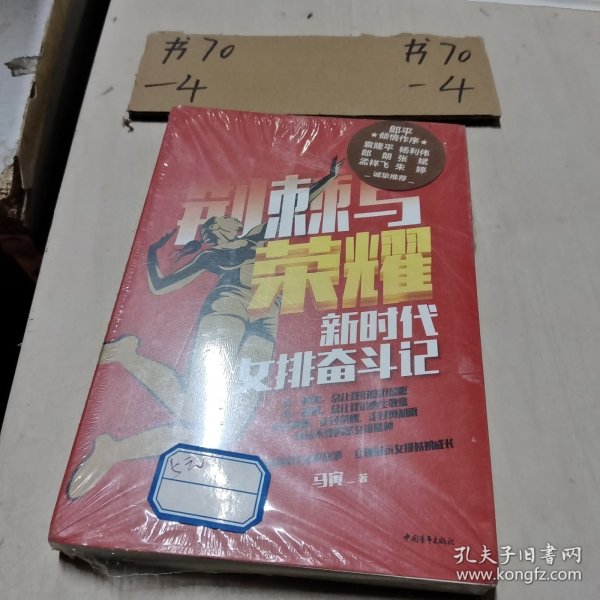 书70
-4
书70
-4
郎平
★倾情作序★
袁隆平 杨利伟
郎朗 张斌
孟祥飞 朱婷
—诚挚推荐—
荆棘与
荣耀
新时代
女排奋斗记
马寅 著
中国青年出版社
孔夫子旧书网
www.kongfz.com